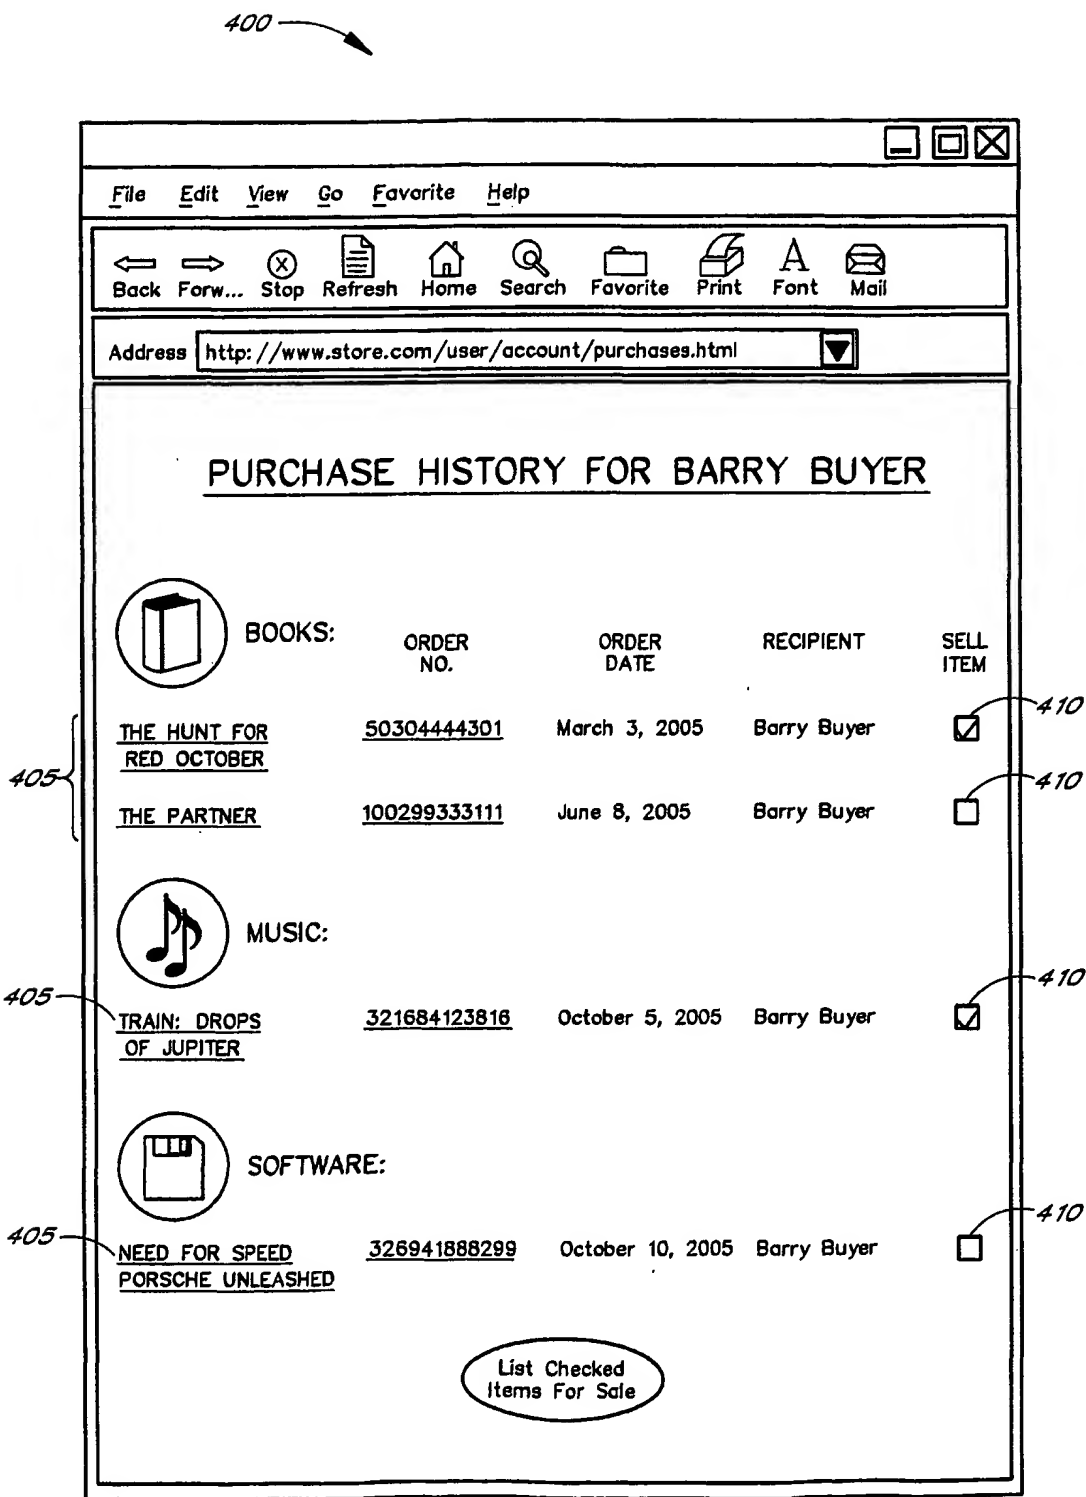 400
File Edit View Go Favorite Help
Back Forw... Stop Refresh Home Search Favorite Print Font Mail
Address http://www.store.com/user/account/purchases.html
PURCHASE HISTORY FOR BARRY BUYER
BOOKS: ORDER NO. ORDER DATE RECIPIENT SELL ITEM
410
THE HUNT FOR 50304444301 March 3, 2005 Barry Buyer
RED OCTOBER
405 410
THE PARTNER 100299333111 June 8, 2005 Barry Buyer
MUSIC:
405 410
TRAIN: DROPS 321684123816 October 5, 2005 Barry Buyer
OF JUPITER
SOFTWARE:
405 410
NEED FOR SPEED 326941888299 October 10, 2005 Barry Buyer
PORSCHE UNLEASHED
List Checked
Items For Sale